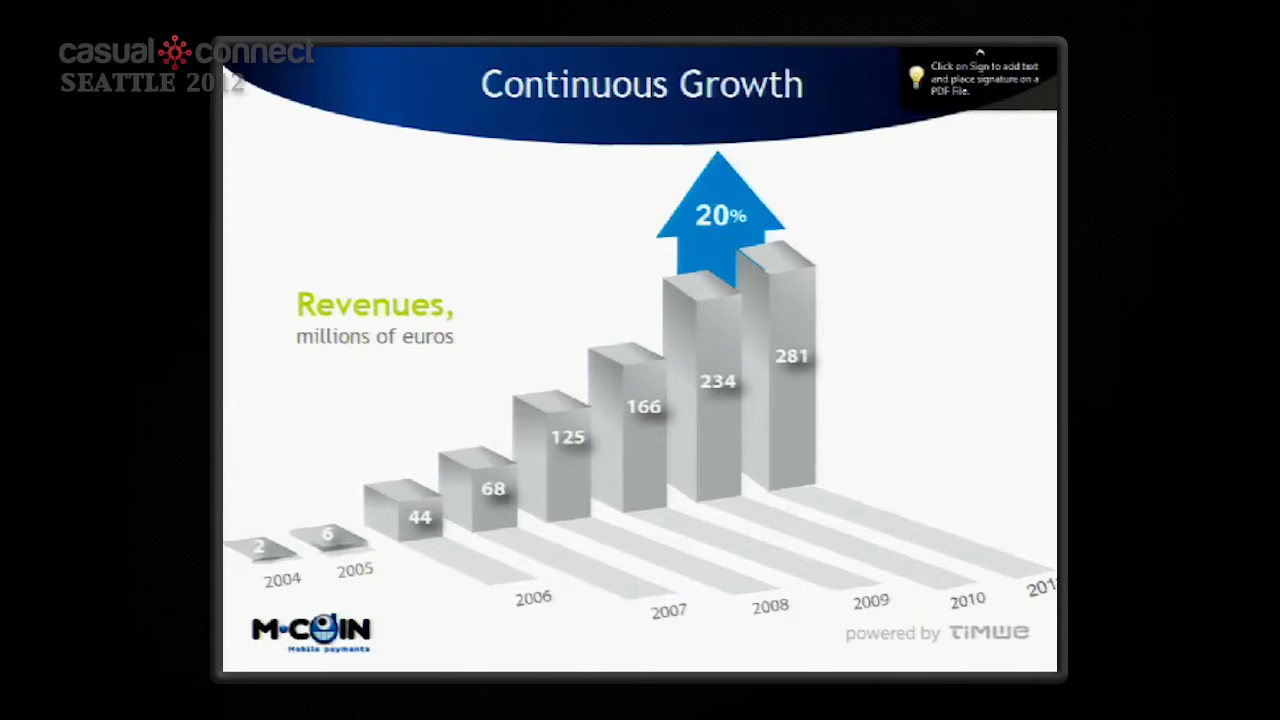 casual connect
SEATTLE 2012
Continuous Growth
Click on Sign to add text
and place signature on a
PDF File.
20%
Revenues,
millions of euros
281
234
166
125
68
44
6
2
2004
2005
2006
2007
2008
2009
2010
201
M•COIN
Mobile payments
powered by TIMWE